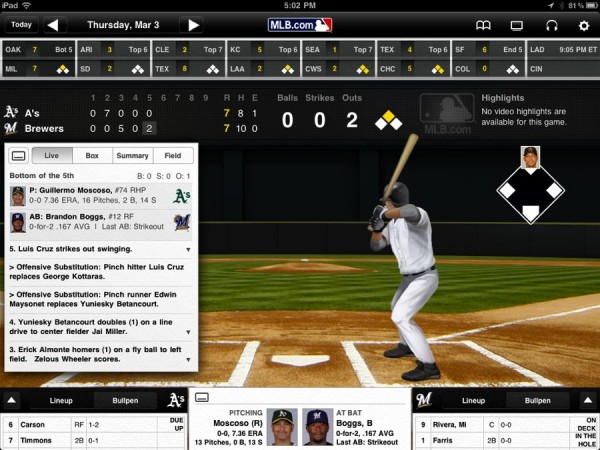 iPad 5:02 PM 81%
Today Thursday, Mar 3 MLB.com
OAK 7 Bot 5 ARI 3 Top 6 CLE 2 Top 7 KC 5 Top 6 SEA 1 Top 7 TEX 4 Top 6 SF 6 End 5 LAD 9:05 PM ET
MIL 7 SD 2 TEX 8 LAA 2 CWS 2 CHC 5 COL 0 CIN
1 2 3 4 5 6 7 8 9 R H E Balls Strikes Outs Highlights
A's A's 0 7 0 0 0 7 8 1 0 0 2 MLB.com No video highlights are
M Brewers 0 0 5 0 2 7 10 0 available for this game.
Live Box Summary Field
Bottom of the 5th B: 0 S: 0 O: 1
P: Guillermo Moscoso, #74 RHP
0-0 7.36 ERA, 16 Pitches, 2 B, 14 S A's
AB: Brandon Boggs, #12 RF
0-for-2, .167 AVG | Last AB: Strikeout M
5. Luis Cruz strikes out swinging.
> Offensive Substitution: Pinch hitter Luis Cruz
replaces George Kottaras.
> Offensive Substitution: Pinch runner Edwin
Maysonet replaces Yuniesky Betancourt.
4. Yuniesky Betancourt doubles (1) on a line
drive to center fielder Jai Miller.
3. Erick Almonte homers (1) on a fly ball to left
field. Zelous Wheeler scores.
Lineup Bullpen A's
6 Carson RF 1-2 DUE
7 Timmons 2B 0-1 UP
PITCHING AT BAT
Moscoso (R) Boggs, B
0-0, 7.36 ERA 0-for-2, .167 AVG
13 Pitches, 0 B, 13 S Last AB: Strikeout
M Lineup Bullpen
9 Rivera, Mi C 0-0 ON
1 Farris 2B 0-0 DECK
IN THE
HOLE